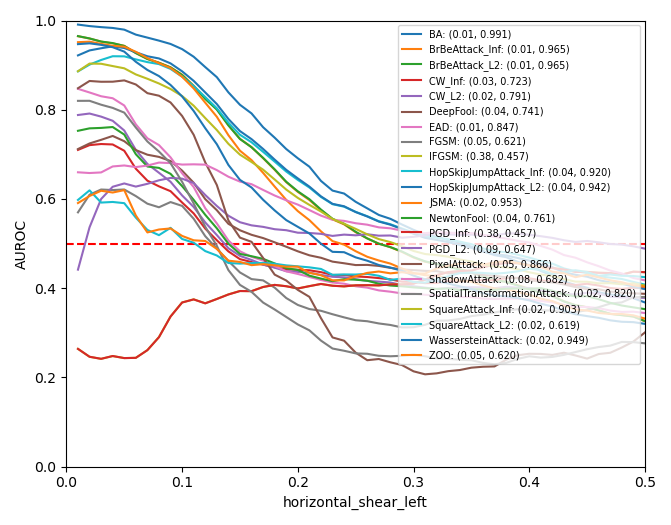 1.0
0.8
0.6
0.4
0.2
0.0
AUROC
0.0 0.1 0.2 0.3 0.4 0.5
horizontal_shear_left
BA: (0.01, 0.991)
BrBeAttack_Inf: (0.01, 0.965)
BrBeAttack_L2: (0.01, 0.965)
CW_Inf: (0.03, 0.723)
CW_L2: (0.02, 0.791)
DeepFool: (0.04, 0.741)
EAD: (0.01, 0.847)
FGSM: (0.05, 0.621)
IFGSM: (0.38, 0.457)
HopSkipJumpAttack_Inf: (0.04, 0.920)
HopSkipJumpAttack_L2: (0.04, 0.942)
JSMA: (0.02, 0.953)
NewtonFool: (0.04, 0.761)
PGD_Inf: (0.38, 0.457)
PGD_L2: (0.09, 0.647)
PixelAttack: (0.05, 0.866)
ShadowAttack: (0.08, 0.682)
SpatialTransformationAttack: (0.02, 0.820)
SquareAttack_Inf: (0.02, 0.903)
SquareAttack_L2: (0.02, 0.619)
WassersteinAttack: (0.02, 0.949)
ZOO: (0.05, 0.620)